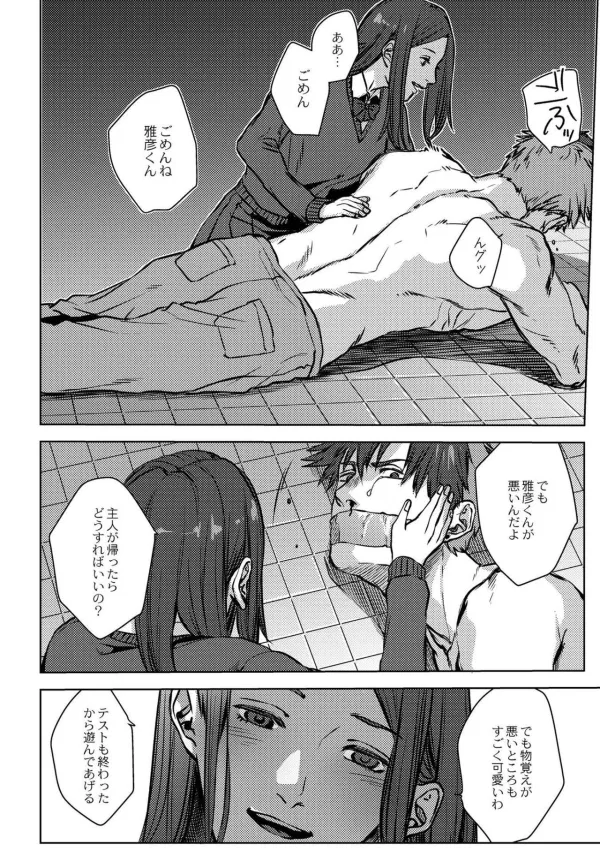 ぶーふッ
ああ…
ごめん
ごめんね
雅彦くん
んグッ
でも
雅彦くんが
悪いんだよ
主人が帰ったら
どうすればいいの？
でも物覚えが
悪いところも
すごく可愛いわ
テストも終わった
から遊んであげる